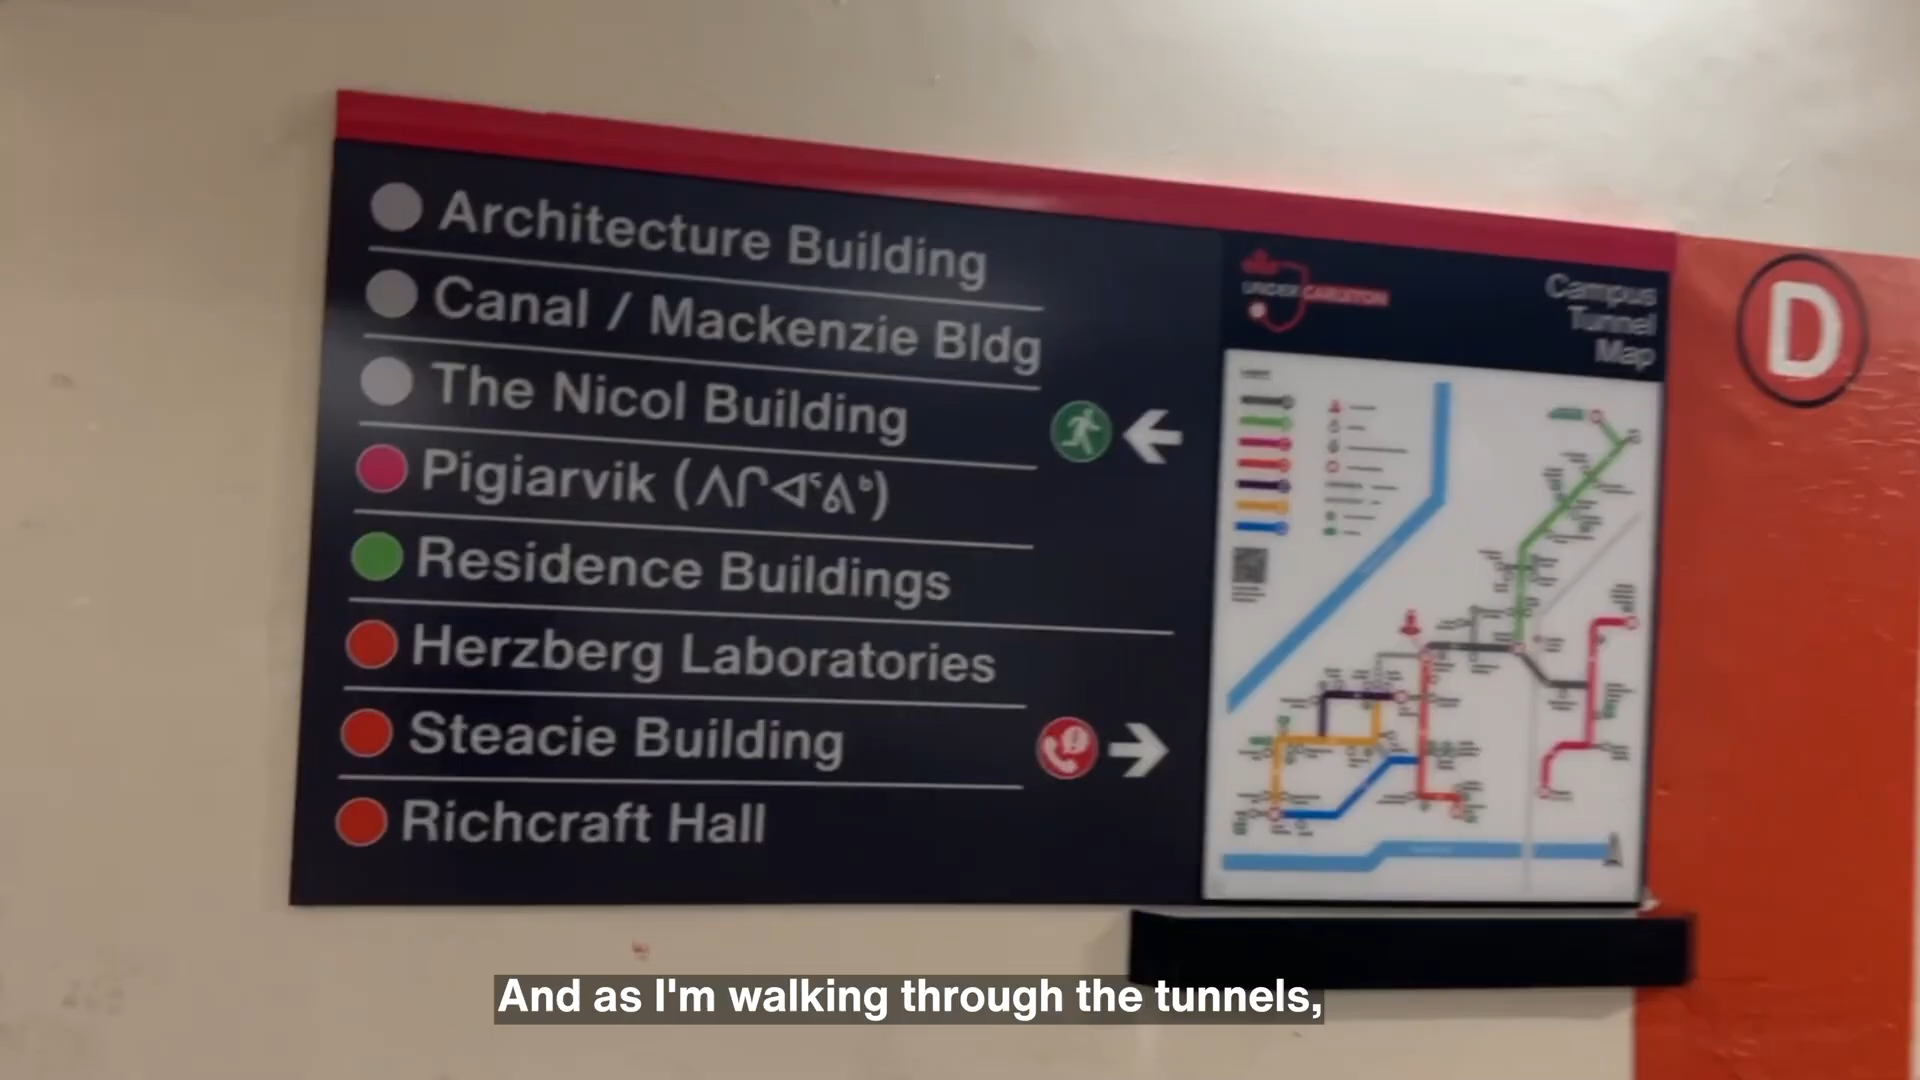 Architecture Building
Canal / Mackenzie Bldg
The Nicol Building
Pigiarvik (ᐱᒋᐊᕐᕕᒃ)
Residence Buildings
Herzberg Laboratories
Steacie Building
Richcraft Hall
UNDERCARLETON
Campus
Tunnel
Map
D
And as I'm walking through the tunnels,